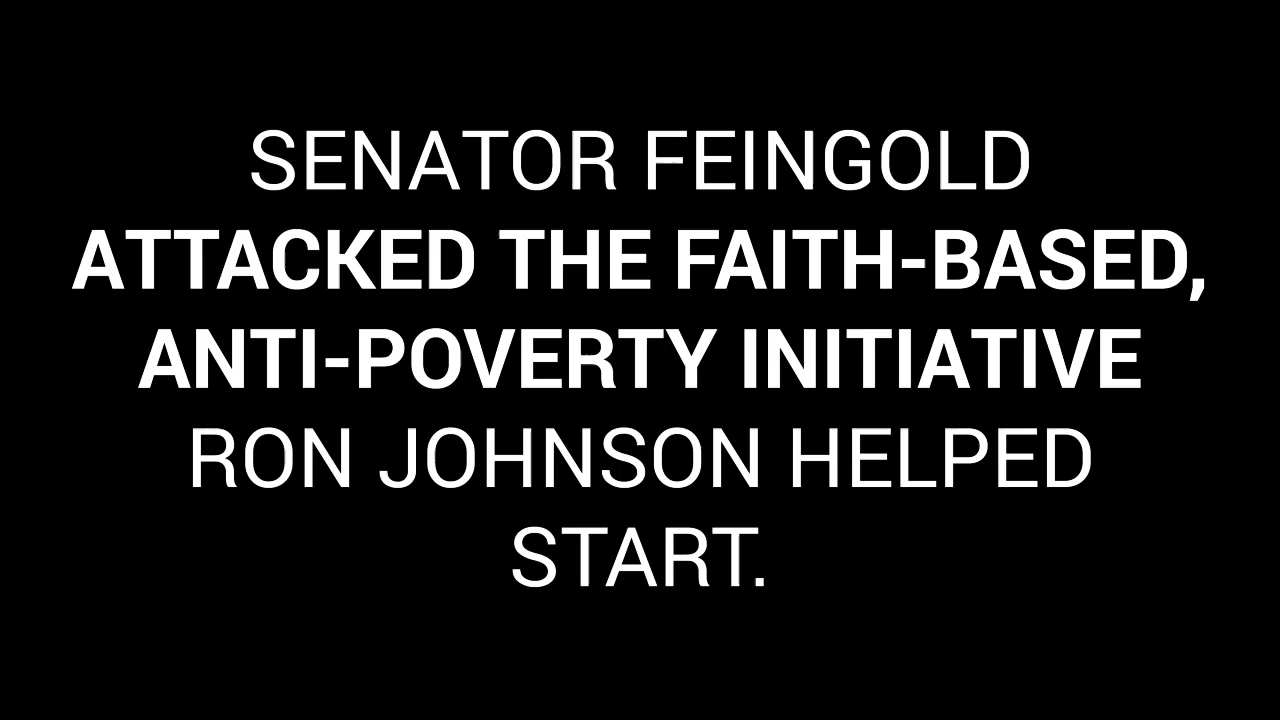 SENATOR FEINGOLD
ATTACKED THE FAITH-BASED,
ANTI-POVERTY INITIATIVE
RON JOHNSON HELPED
START.